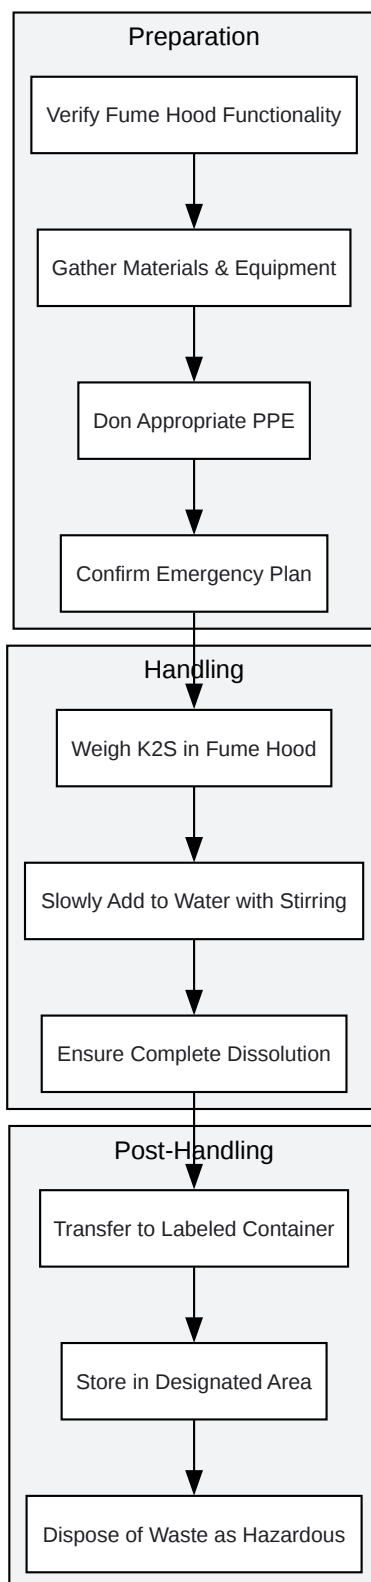 Preparation
Verify Fume Hood Functionality
Gather Materials & Equipment
Don Appropriate PPE
Confirm Emergency Plan
Handling
Weigh K2S in Fume Hood
Slowly Add to Water with Stirring
Ensure Complete Dissolution
Post-Handling
Transfer to Labeled Container
Store in Designated Area
Dispose of Waste as Hazardous